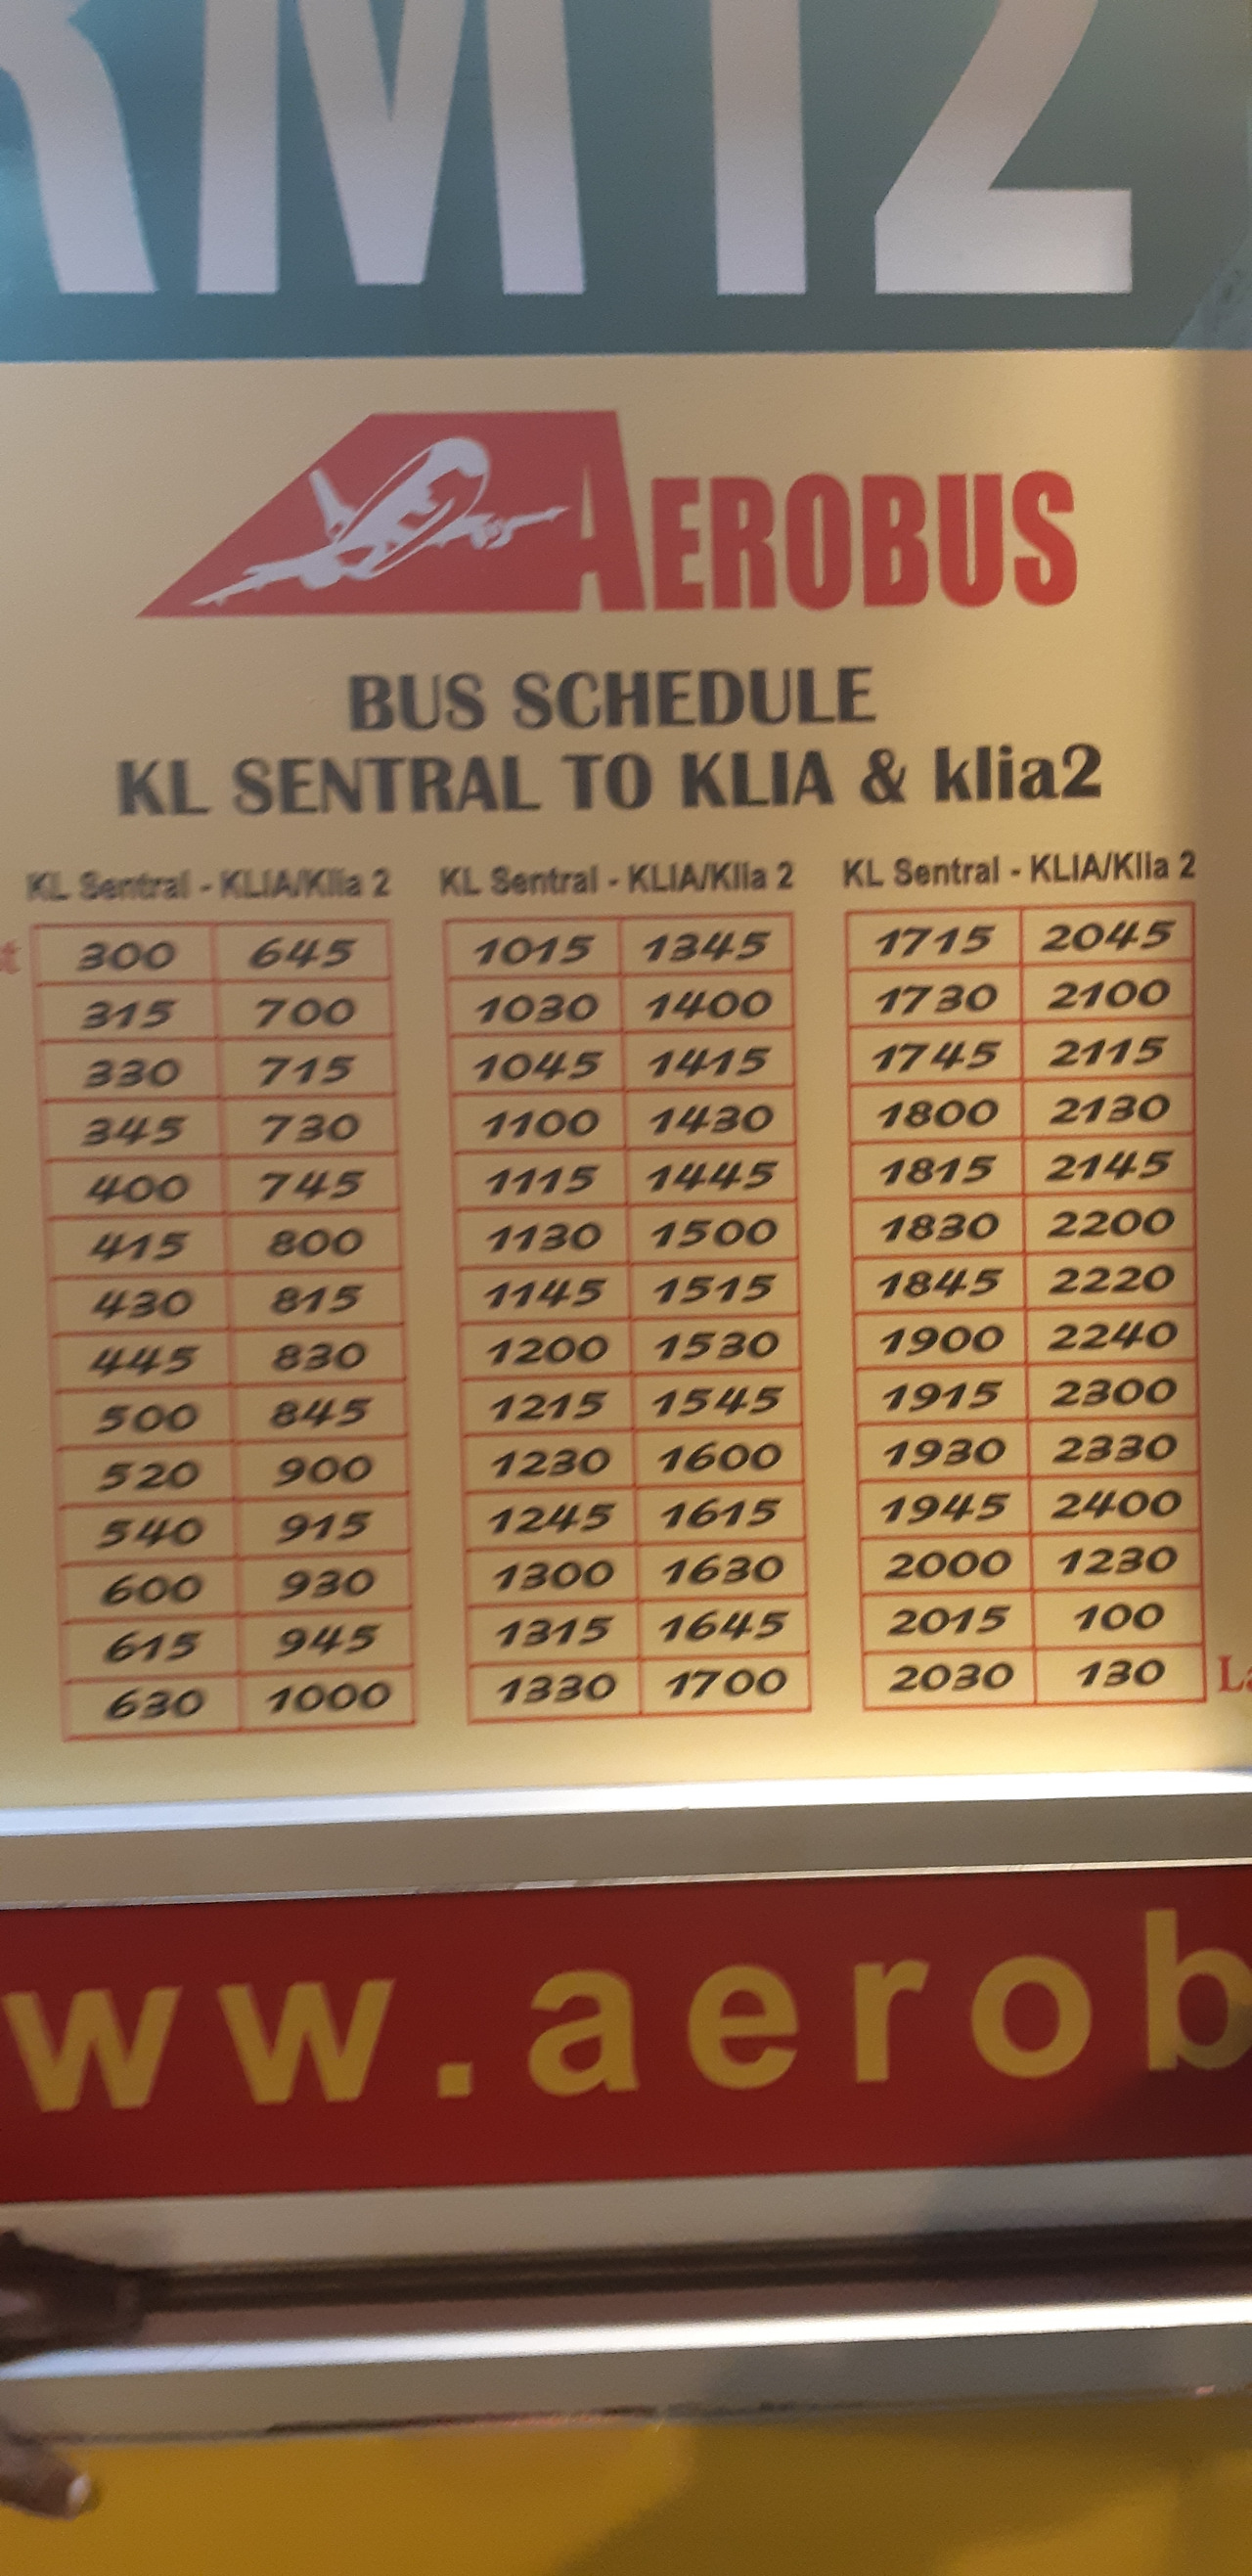 RM12
AEROBUS
BUS SCHEDULE
KL SENTRAL TO KLIA & klia2
KL Sentral - KLIA/Klia 2 KL Sentral - KLIA/Klia 2 KL Sentral - KLIA/Klia 2
t 300 645 1015 1345 1715 2045
315 700 1030 1400 1730 2100
330 715 1045 1415 1745 2115
345 730 1100 1430 1800 2130
400 745 1115 1445 1815 2145
415 800 1130 1500 1830 2200
430 815 1145 1515 1845 2220
445 830 1200 1530 1900 2240
500 845 1215 1545 1915 2300
520 900 1230 1600 1930 2330
540 915 1245 1615 1945 2400
600 930 1300 1630 2000 1230
615 945 1315 1645 2015 100
630 1000 1330 1700 2030 130 La
ww.aerob